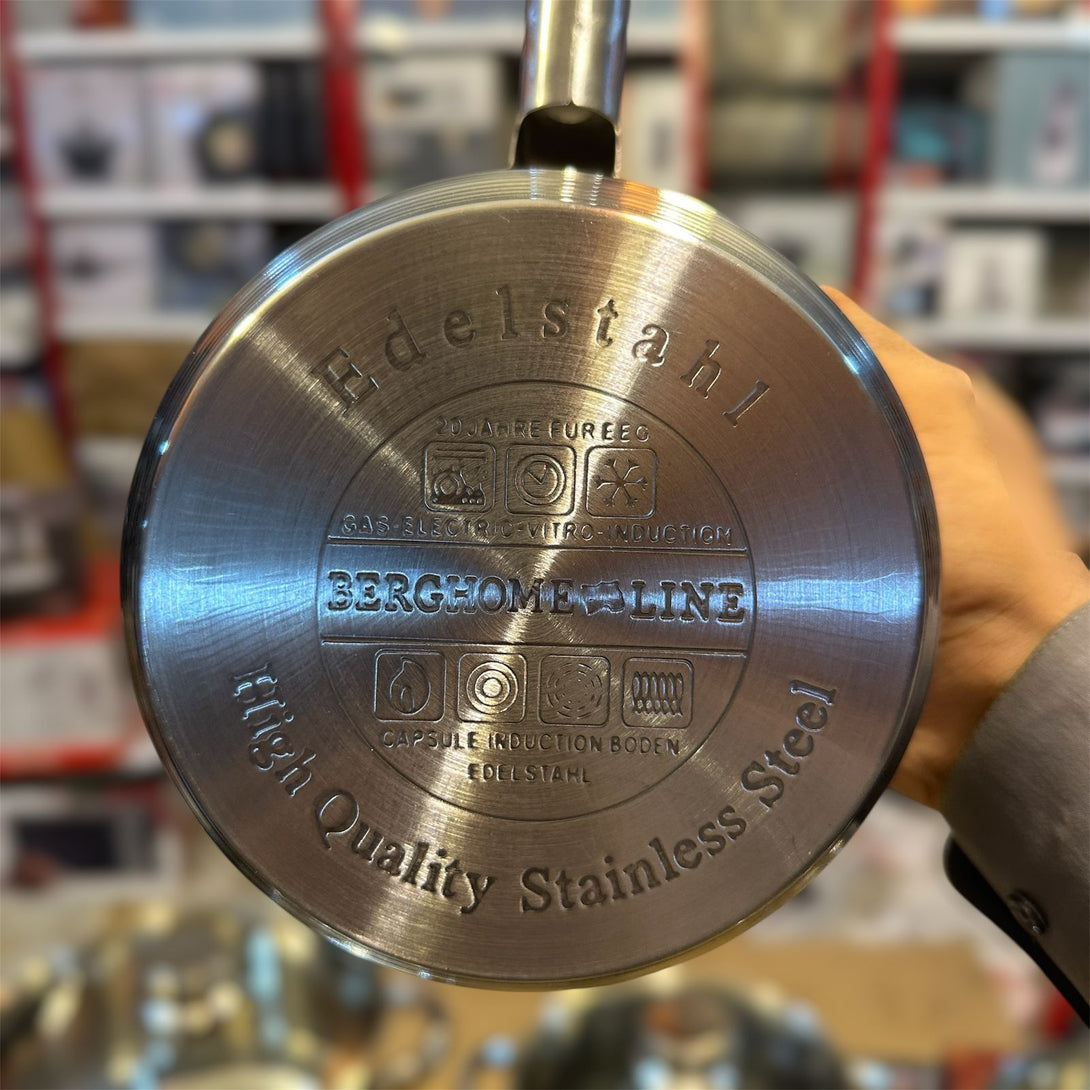 Edelstahl
20 JAHRE FUR EEG
GAS-ELECTRIC-VITRO-INDUCTION
BERGHOME LINE
CAPSULE INDUCTION BODEN
EDELSTAHL
High Quality Stainless Steel